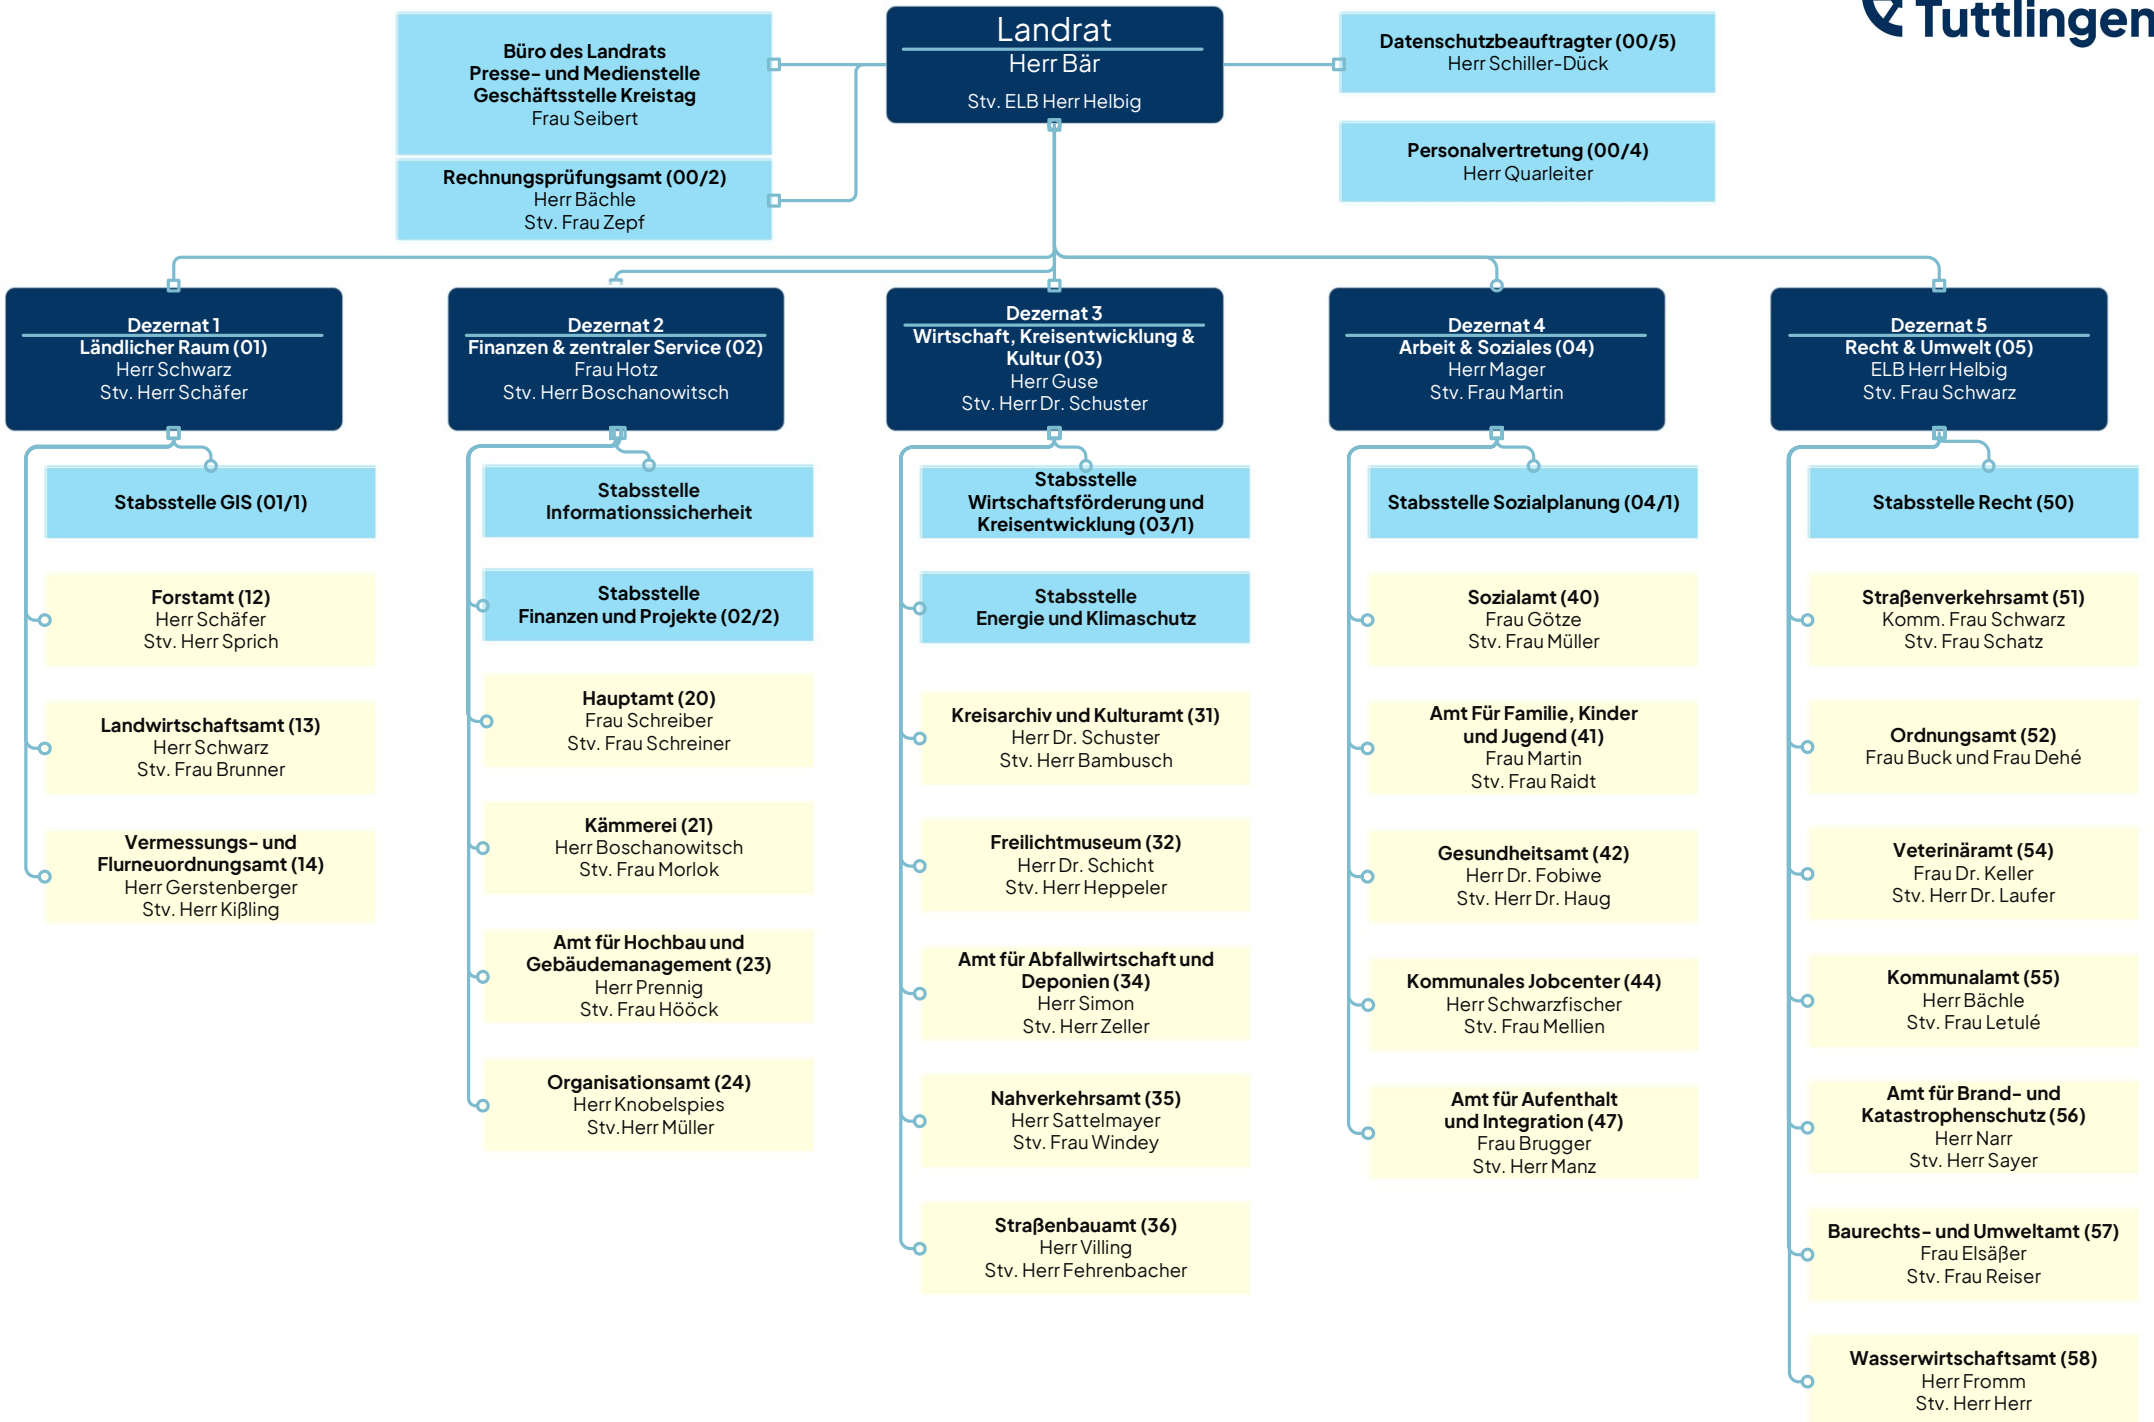 Tuttlingen
Büro des Landrats
Presse- und Medienstelle
Geschäftsstelle Kreistag
Frau Seibert
Rechnungsprüfungsamt (00/2)
Herr Bächle
Stv. Frau Zepf
Landrat
Herr Bär
Stv. ELB Herr Helbig
Datenschutzbeauftragter (00/5)
Herr Schiller-Dück
Personalvertretung (00/4)
Herr Quarleiter
Dezernat 1
Ländlicher Raum (01)
Herr Schwarz
Stv. Herr Schäfer
Stabsstelle GIS (01/1)
Forstamt (12)
Herr Schäfer
Stv. Herr Sprich
Landwirtschaftsamt (13)
Herr Schwarz
Stv. Frau Brunner
Vermessungs- und
Flurneuordnungsamt (14)
Herr Gerstenberger
Stv. Herr Kißling
Dezernat 2
Finanzen & zentraler Service (02)
Frau Hotz
Stv. Herr Boschanowitsch
Stabsstelle
Informationssicherheit
Stabsstelle
Finanzen und Projekte (02/2)
Hauptamt (20)
Frau Schreiber
Stv. Frau Schreiner
Kämmerei (21)
Herr Boschanowitsch
Stv. Frau Morlok
Amt für Hochbau und
Gebäudemanagement (23)
Herr Prennig
Stv. Frau Hööck
Organisationsamt (24)
Herr Knobelspies
Stv.Herr Müller
Dezernat 3
Wirtschaft, Kreisentwicklung &
Kultur (03)
Herr Guse
Stv. Herr Dr. Schuster
Stabsstelle
Wirtschaftsförderung und
Kreisentwicklung (03/1)
Stabsstelle
Energie und Klimaschutz
Kreisarchiv und Kulturamt (31)
Herr Dr. Schuster
Stv. Herr Bambusch
Freilichtmuseum (32)
Herr Dr. Schicht
Stv. Herr Heppeler
Amt für Abfallwirtschaft und
Deponien (34)
Herr Simon
Stv. Herr Zeller
Nahverkehrsamt (35)
Herr Sattelmayer
Stv. Frau Windey
Straßenbauamt (36)
Herr Villing
Stv. Herr Fehrenbacher
Dezernat 4
Arbeit & Soziales (04)
Herr Mager
Stv. Frau Martin
Stabsstelle Sozialplanung (04/1)
Sozialamt (40)
Frau Götze
Stv. Frau Müller
Amt Für Familie, Kinder
und Jugend (41)
Frau Martin
Stv. Frau Raidt
Gesundheitsamt (42)
Herr Dr. Fobiwe
Stv. Herr Dr. Haug
Kommunales Jobcenter (44)
Herr Schwarzfischer
Stv. Frau Mellien
Amt für Aufenthalt
und Integration (47)
Frau Brugger
Stv. Herr Manz
Dezernat 5
Recht & Umwelt (05)
ELB Herr Helbig
Stv. Frau Schwarz
Stabsstelle Recht (50)
Straßenverkehrsamt (51)
Komm. Frau Schwarz
Stv. Frau Schatz
Ordnungsamt (52)
Frau Buck und Frau Dehé
Veterinäramt (54)
Frau Dr. Keller
Stv. Herr Dr. Laufer
Kommunalamt (55)
Herr Bächle
Stv. Frau Letulé
Amt für Brand- und
Katastrophenschutz (56)
Herr Narr
Stv. Herr Sayer
Baurechts- und Umweltamt (57)
Frau Elsäßer
Stv. Frau Reiser
Wasserwirtschaftsamt (58)
Herr Fromm
Stv. Herr Herr